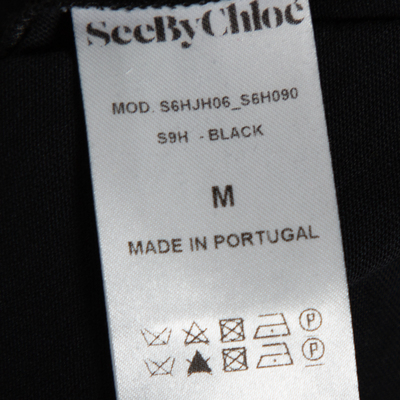 SeeByChloé
MOD. S6HJH06_S6H090
S9H - BLACK
M
MADE IN PORTUGAL
P
P